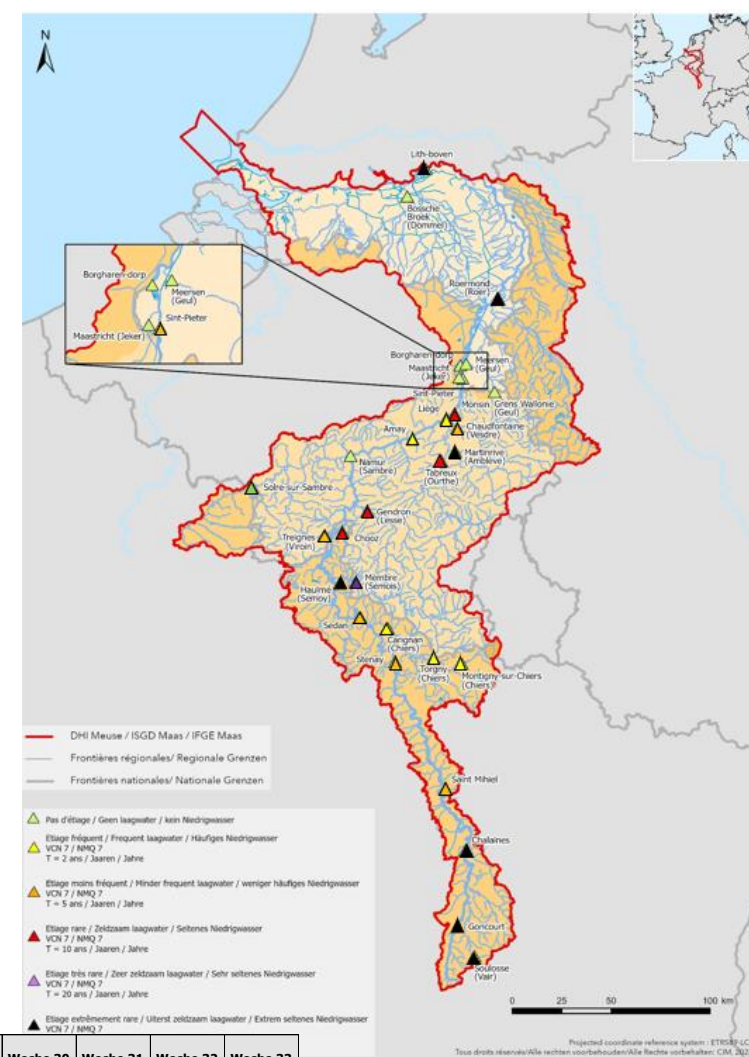 N
Lith-boven
Bossche
Broek
(Dommel)
Roermond
(Roer)
Borgharen-dorp
Meersen
(Geul)
Sint-Pieter
Maastricht (Jeker)
Borgharen-dorp
Meersen
(Geul)
Maastricht
(Jeker)
Sint-Pieter
Grens Wallonie
(Geul)
Monsin
Liège
Chaudfontaine
(Vesdre)
Amay
Martinrive
(Amblève)
Namur
(Sambre)
Tabreux
(Ourthe)
Solre-sur-Sambre
Gendron
(Lesse)
Treignes
(Viroin)
Chooz
Membre
(Semois)
Haulmé
(Semoy)
Sedan
Carignan
(Chiers)
Stenay
Torgny
(Chiers)
Montigny-sur-Chiers
(Chiers)
Saint Mihiel
Chalaines
Goncourt
Soulosse
(Vair)
DHI Meuse / ISGD Maas / IFGE Maas
Frontières régionales/ Regionale Grenzen
Frontières nationales/ Nationale Grenzen
Pas d'étiage / Geen laagwater / kein Niedrigwasser
Etiage fréquent / Frequent laagwater / Häufiges Niedrigwasser
VCN 7 / NMQ 7
T = 2 ans / Jaaren / Jahre
Etiage moins fréquent / Minder frequent laagwater / weniger häufiges Niedrigwasser
VCN 7 / NMQ 7
T = 5 ans / Jaaren / Jahre
Etiage rare / Zeldzaam laagwater / Seltenes Niedrigwasser
VCN 7 / NMQ 7
T = 10 ans / Jaaren / Jahre
Etiage très rare / Zeer zeldzaam laagwater / Sehr seltenes Niedrigwasser
VCN 7 / NMQ 7
T = 20 ans / Jaaren / Jahre
Etiage extrêmement rare / Uiterst zeldzaam laagwater / Extrem seltenes Niedrigwasser
VCN 7 / NMQ 7
0 25 50 100 km
Projected coordinate reference system : ETRS89-LC
Tous droits réservés/Alle rechten voorbehouden/Alle Rechte vorbehalten: CIM, 202